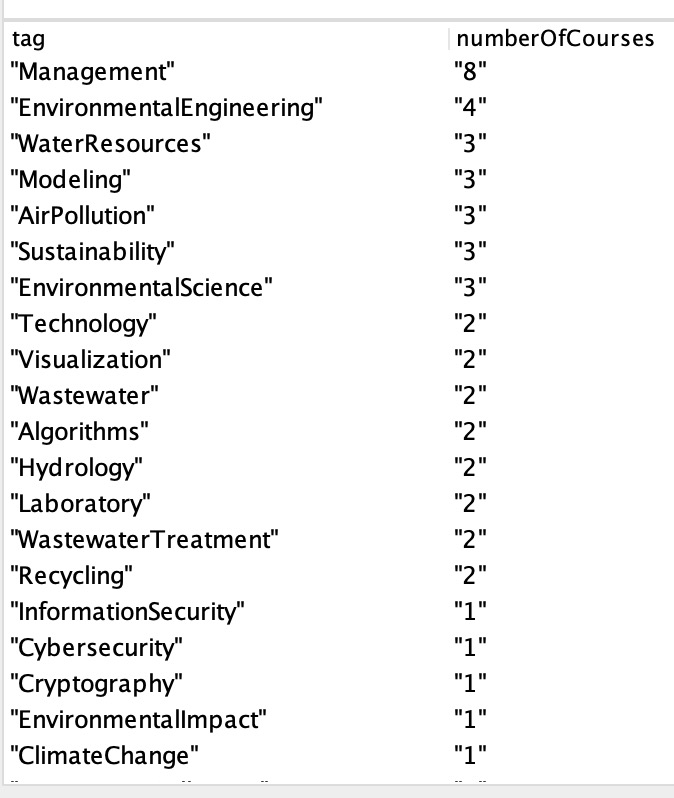 tag numberOfCourses
"Management" "8"
"EnvironmentalEngineering" "4"
"WaterResources" "3"
"Modeling" "3"
"AirPollution" "3"
"Sustainability" "3"
"EnvironmentalScience" "3"
"Technology" "2"
"Visualization" "2"
"Wastewater" "2"
"Algorithms" "2"
"Hydrology" "2"
"Laboratory" "2"
"WastewaterTreatment" "2"
"Recycling" "2"
"InformationSecurity" "1"
"Cybersecurity" "1"
"Cryptography" "1"
"EnvironmentalImpact" "1"
"ClimateChange" "1"